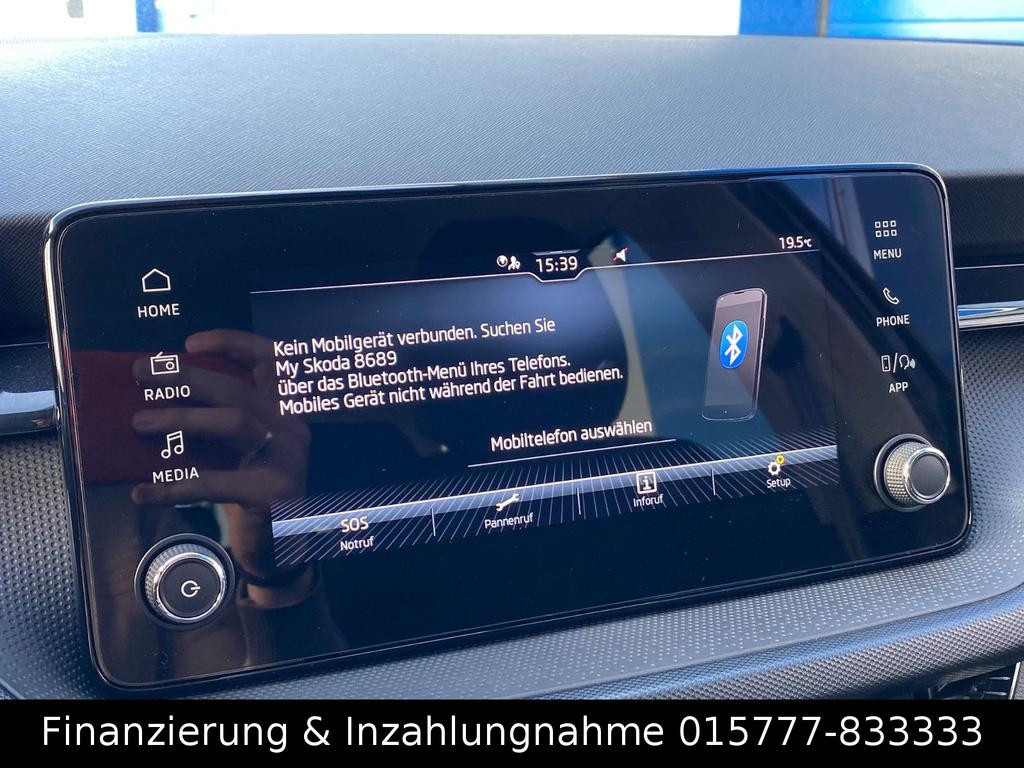 15:39
19.5°C
HOME
RADIO
MEDIA
Kein Mobilgerät verbunden. Suchen Sie
My Skoda 8689
über das Bluetooth-Menü Ihres Telefons.
Mobiles Gerät nicht während der Fahrt bedienen.
Mobiltelefon auswählen
SOS
Notruf
Pannenruf
Inforuf
Setup
MENU
PHONE
APP
Finanzierung & Inzahlungnahme 015777-833333